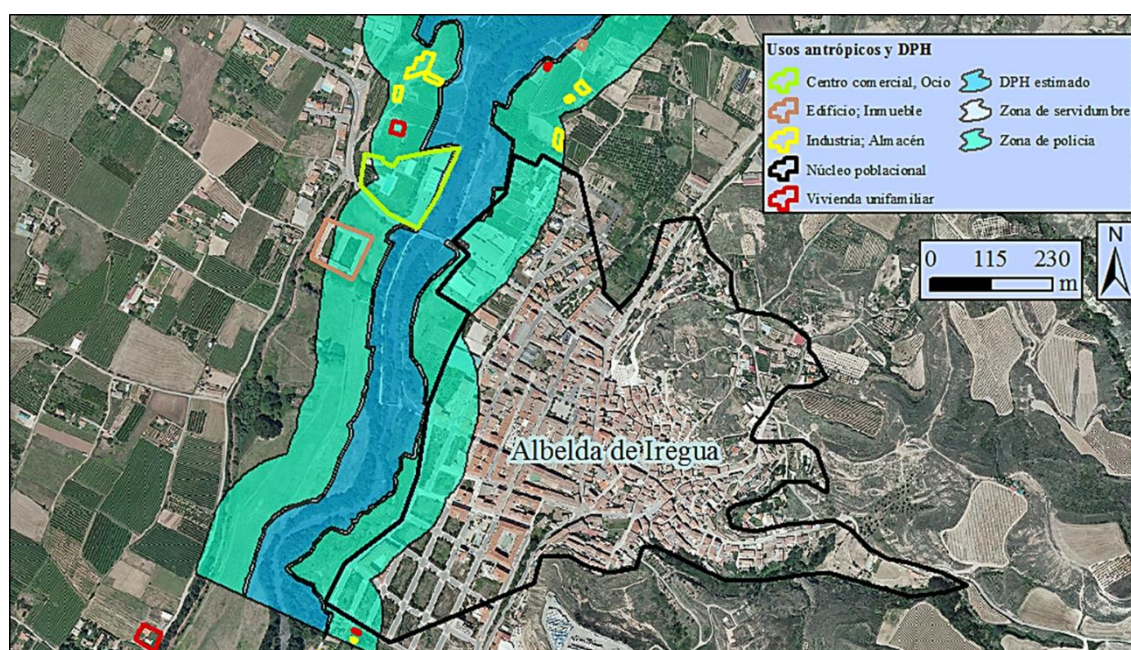 Usos antrópicos y DPH
Centro comercial, Ocio
DPH estimado
Edificio; Inmueble
Zona de servidumbre
Industria; Almacén
Zona de policía
Núcleo poblacional
Vivienda unifamiliar
N
0 115 230
m
Albelda de Iregua